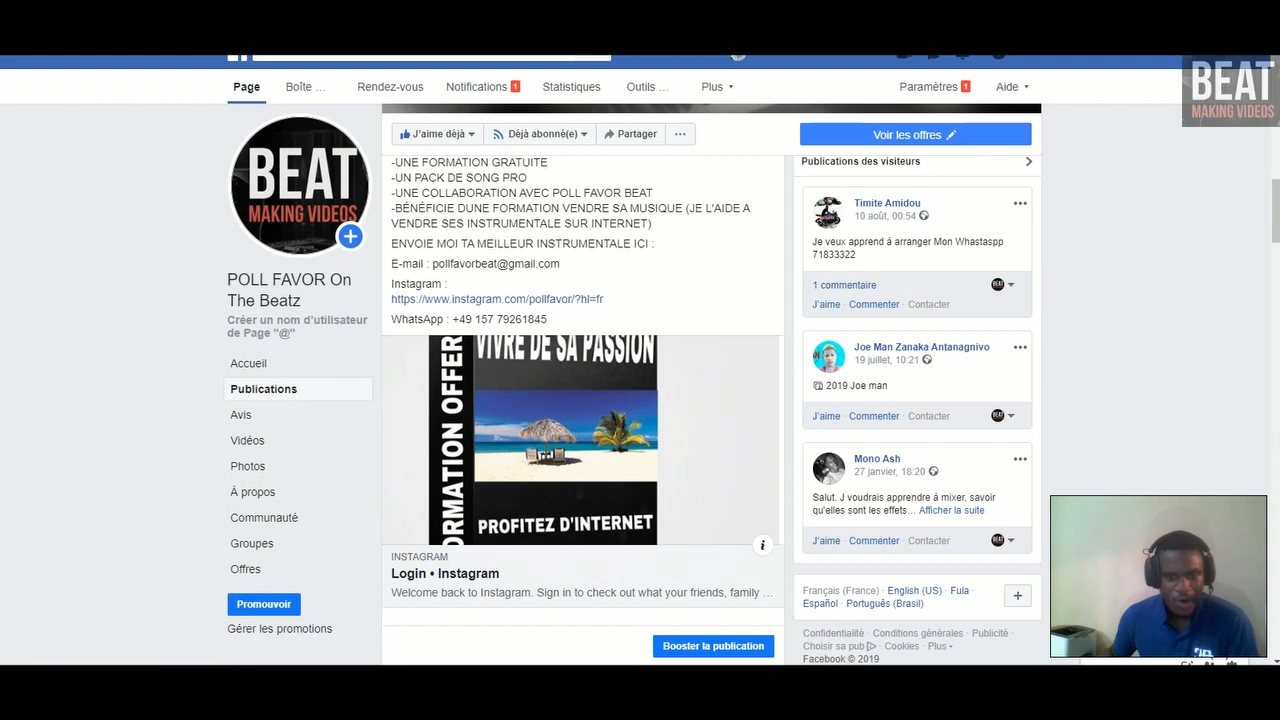 Page
Boîte ...
Rendez-vous
Notifications 1
Statistiques
Outils ...
Plus
Paramètres 1
Aide
BEAT
MAKING VIDEOS
BEAT
MAKING VIDEOS
POLL FAVOR On
The Beatz
Créer un nom d'utilisateur
de Page "@"
Accueil
Publications
Avis
Vidéos
Photos
À propos
Communauté
Groupes
Offres
Promouvoir
Gérer les promotions
J'aime déjà
Déjà abonné(e)
Partager
Voir les offres
-UNE FORMATION GRATUITE
-UN PACK DE SONG PRO
-UNE COLLABORATION AVEC POLL FAVOR BEAT
-BÉNÉFICIE DUNE FORMATION VENDRE SA MUSIQUE (JE L'AIDE A
VENDRE SES INSTRUMENTALE SUR INTERNET)
ENVOIE MOI TA MEILLEUR INSTRUMENTALE ICI :
E-mail : pollfavorbeat@gmail.com
Instagram :
https://www.instagram.com/pollfavor/?hl=fr
WhatsApp : +49 157 79261845
VIVRE DE SA PASSION
ORMATION OFFER
PROFITEZ D'INTERNET
INSTAGRAM
Login • Instagram
Welcome back to Instagram. Sign in to check out what your friends, family ...
Booster la publication
Publications des visiteurs
Timite Amidou
10 août, 00:54
Je veux apprend á arranger Mon Whastaspp
71833322
1 commentaire
BEAT
J'aime · Commenter · Contacter
Joe Man Zanaka Antanagnivo
19 juillet, 10:21
2019 Joe man
J'aime · Commenter · Contacter
BEAT
Mono Ash
27 janvier, 18:20
Salut. J voudrais apprendre á mixer, savoir
qu'elles sont les effets... Afficher la suite
J'aime · Commenter · Contacter
BEAT
Français (France) · English (US) · Fula ·
Español · Português (Brasil)
Confidentialité · Conditions générales · Publicité ·
Choisir sa pub · Cookies · Plus
Facebook © 2019